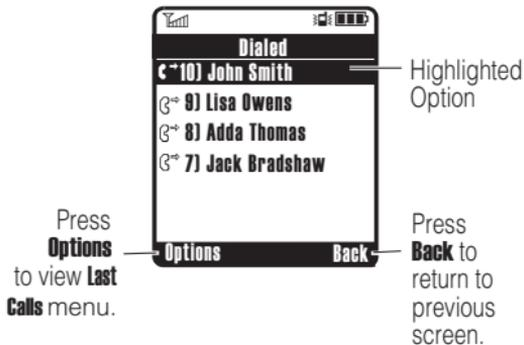 Dialed
10) John Smith
9) Lisa Owens
8) Adda Thomas
7) Jack Bradshaw
Options
Back
Highlighted
Option
Press
Options
to view Last
Calls menu.
Press
Back to
return to
previous
screen.